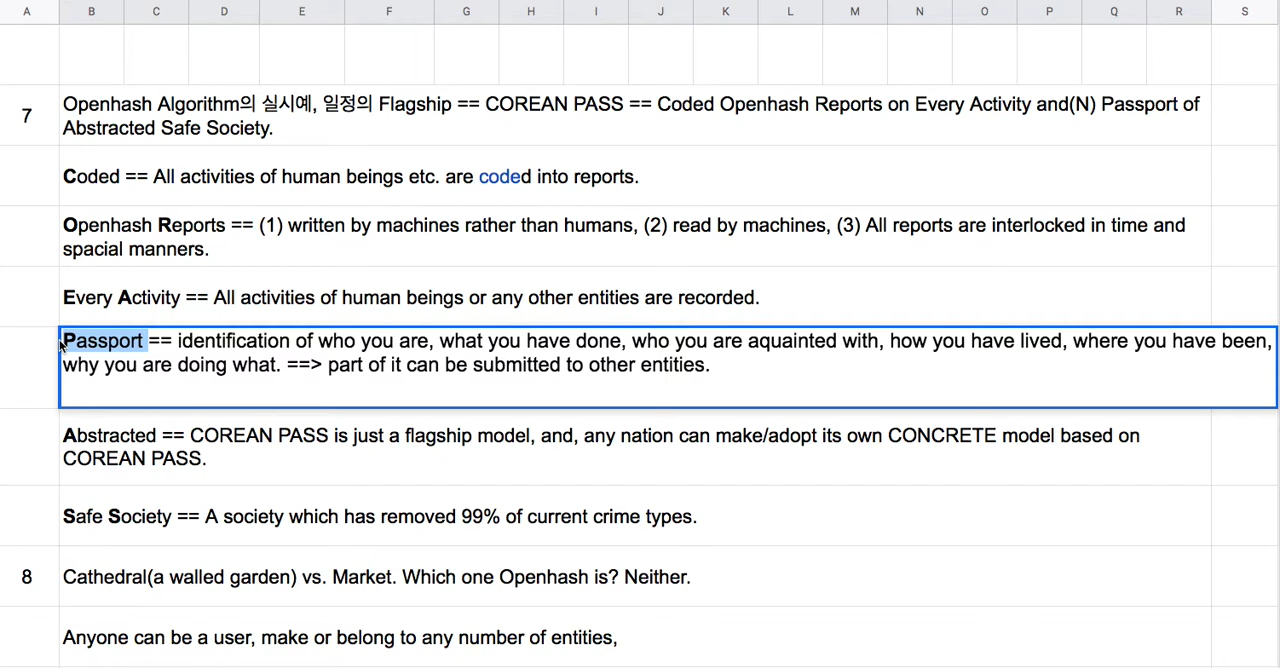 A B C D E F G H I J K L M N O P Q R S
7
Openhash Algorithm의 실시예, 일정의 Flagship == COREAN PASS == Coded Openhash Reports on Every Activity and(N) Passport of
Abstracted Safe Society.
Coded == All activities of human beings etc. are coded into reports.
Openhash Reports == (1) written by machines rather than humans, (2) read by machines, (3) All reports are interlocked in time and
spacial manners.
Every Activity == All activities of human beings or any other entities are recorded.
Passport == identification of who you are, what you have done, who you are aquainted with, how you have lived, where you have been,
why you are doing what. ==> part of it can be submitted to other entities.
Abstracted == COREAN PASS is just a flagship model, and, any nation can make/adopt its own CONCRETE model based on
COREAN PASS.
Safe Society == A society which has removed 99% of current crime types.
8
Cathedral(a walled garden) vs. Market. Which one Openhash is? Neither.
Anyone can be a user, make or belong to any number of entities,